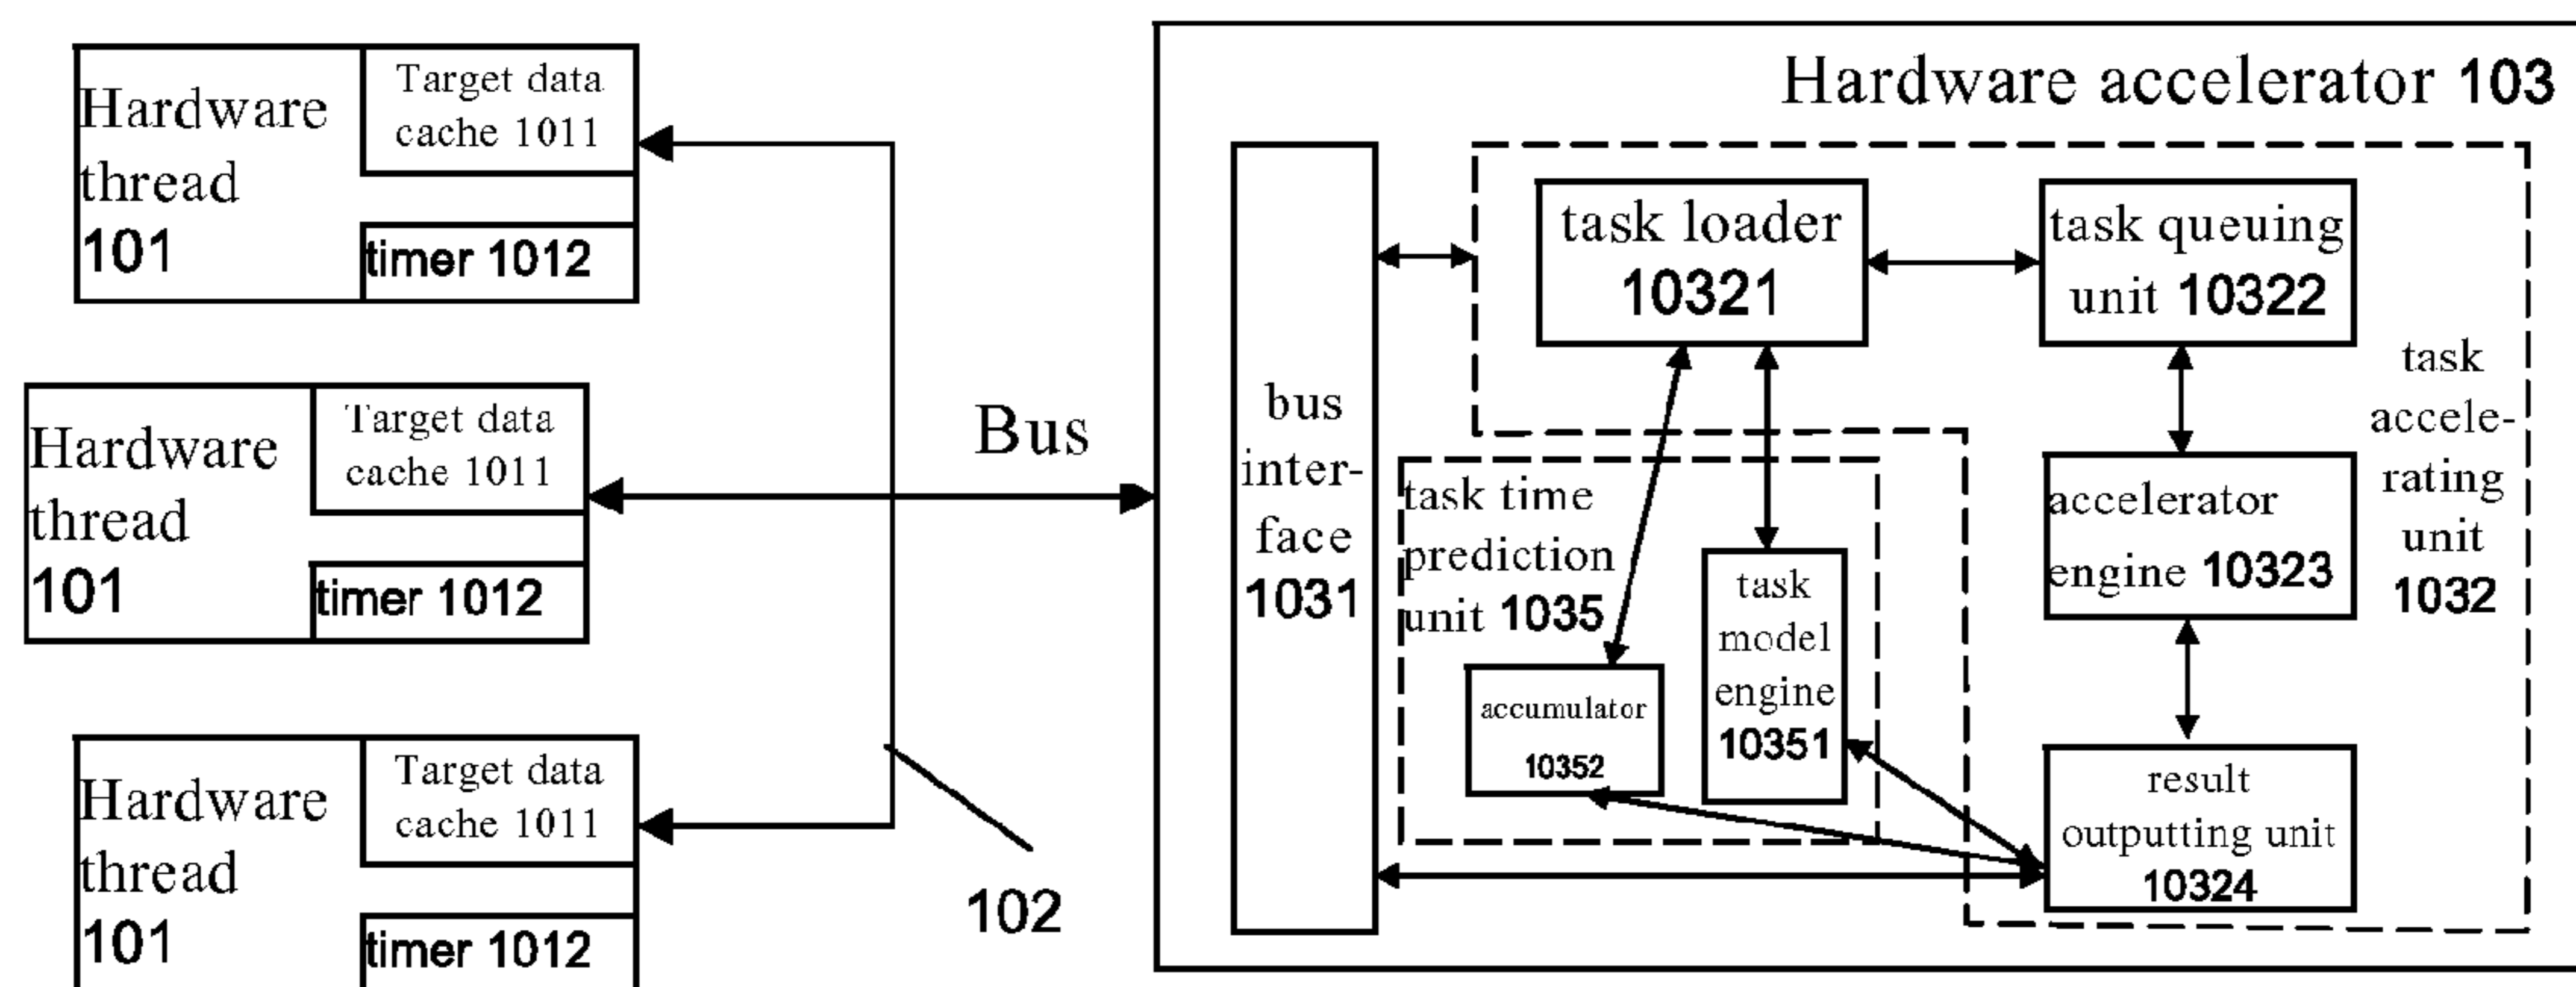 Hardware
thread
101
Target data
cache 1011
timer 1012
Hardware
thread
101
Target data
cache 1011
timer 1012
Hardware
thread
101
Target data
cache 1011
timer 1012
Bus
102
Hardware accelerator 103
bus
inter-
face
1031
task loader
10321
task queuing
unit 10322
task
accele-
rating
unit
1032
accelerator
engine 10323
task time
prediction
unit 1035
task
model
engine
10351
accumulator
10352
result
outputting unit
10324